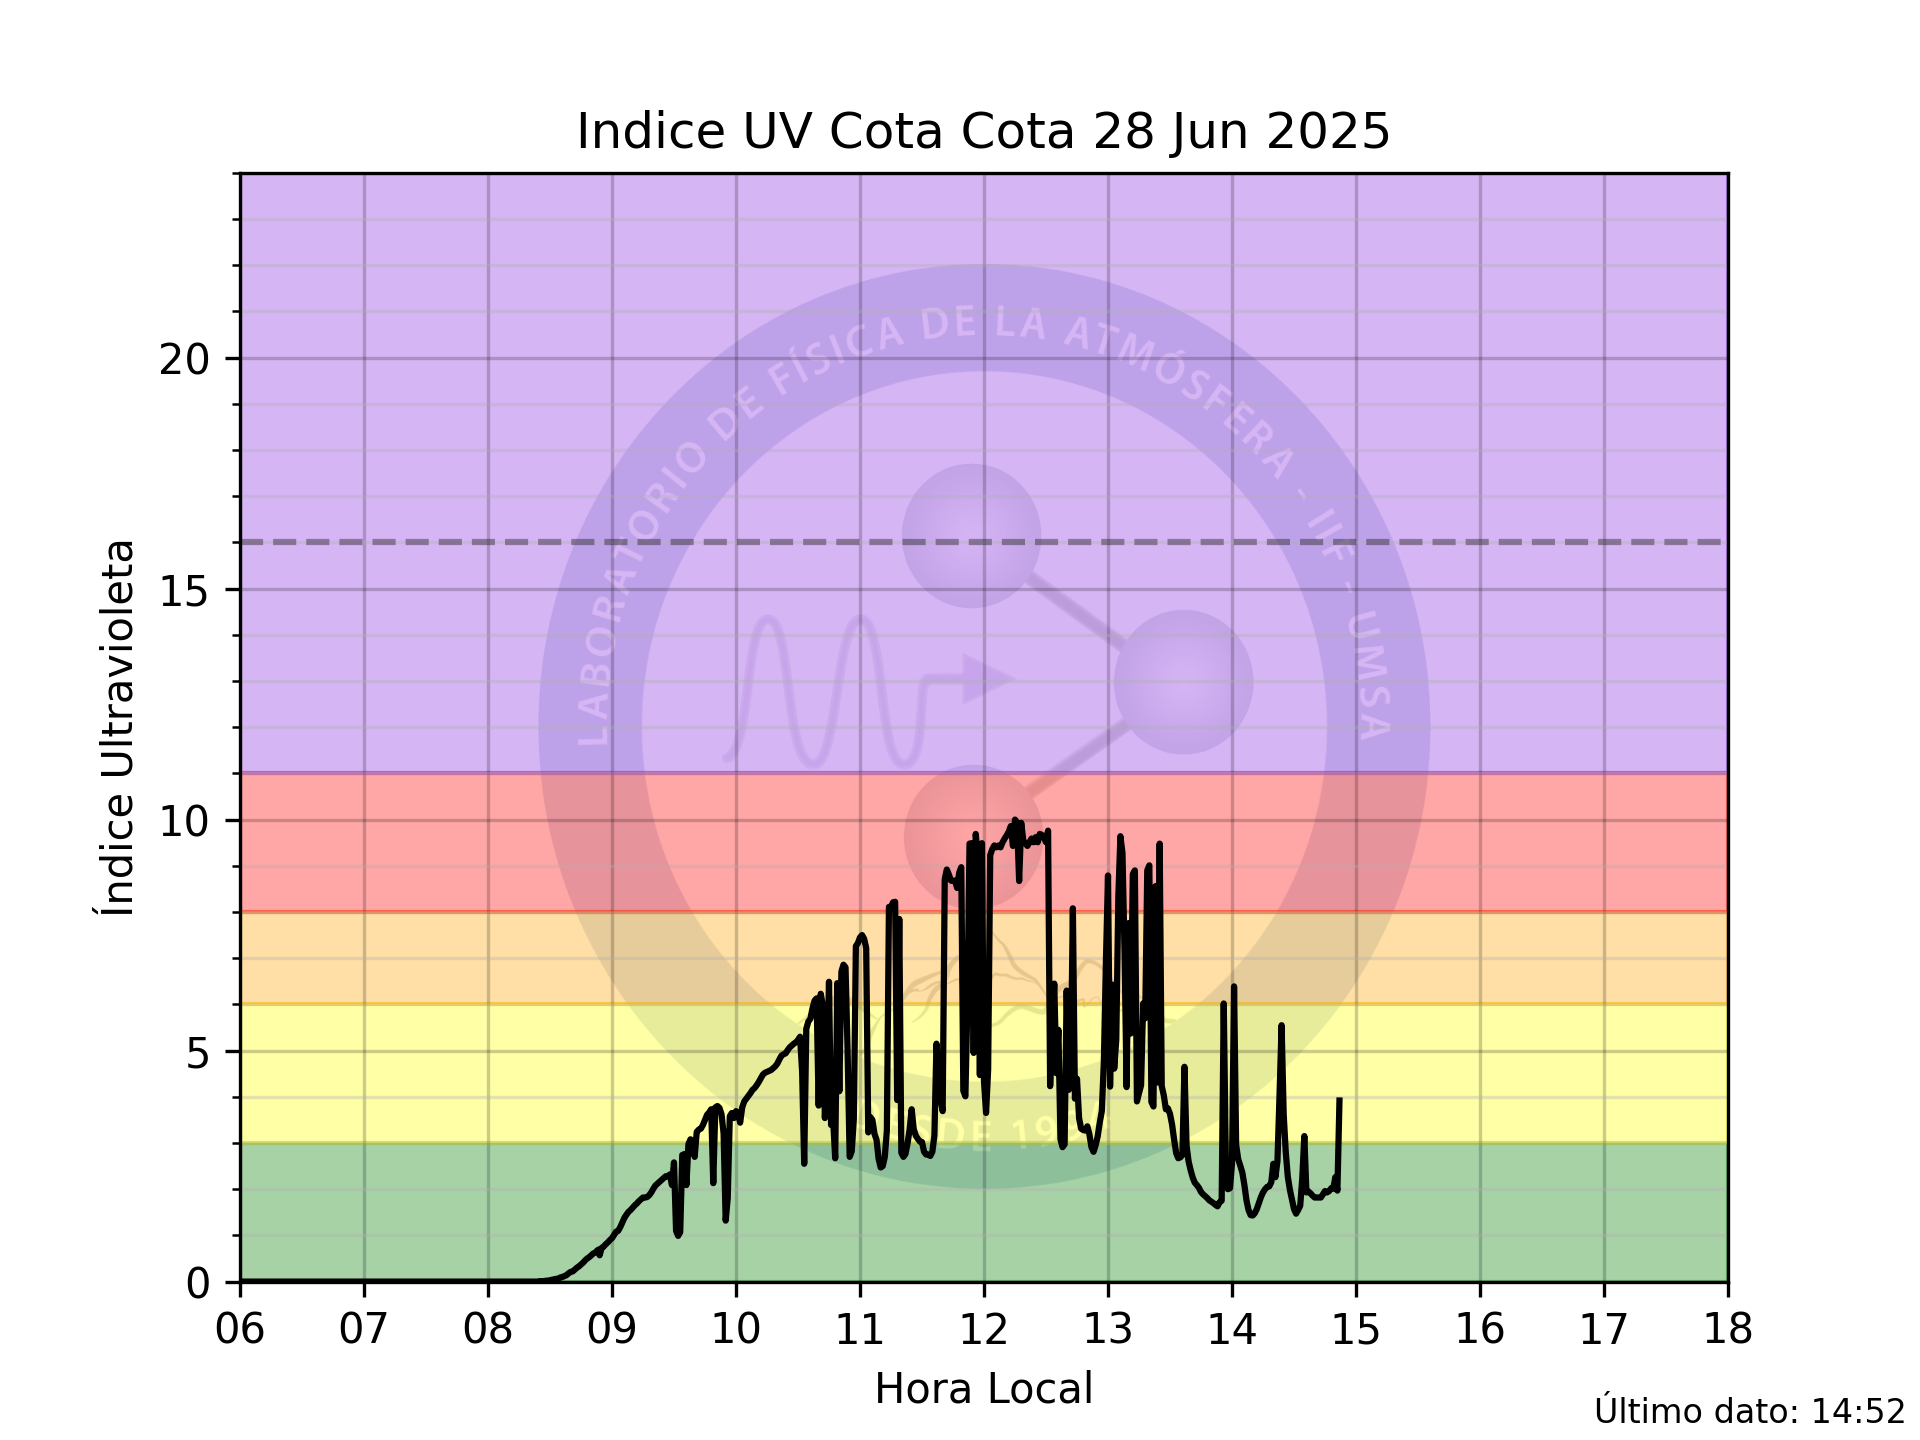 Indice UV Cota Cota 28 Jun 2025
LABORATORIO DE FÍSICA DE LA ATMÓSFERA - IIF - UMSA
Índice Ultravioleta
20
15
10
5
0
06 07 08 09 10 11 12 13 14 15 16 17 18
Hora Local
Último dato: 14:52